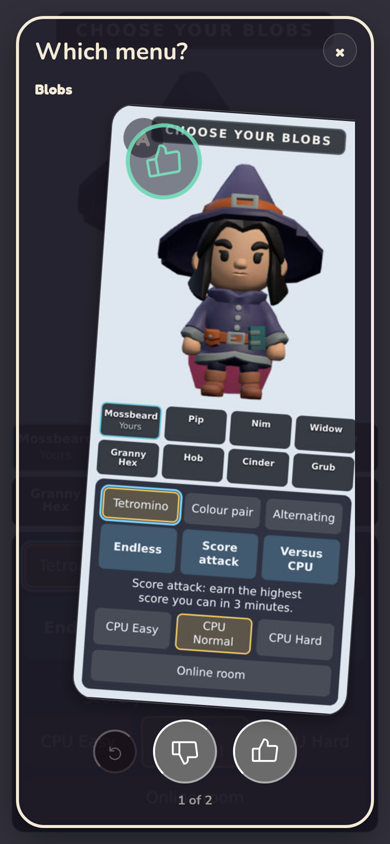 Which menu?
Blobs
A
CHOOSE YOUR BLOBS
Mossbeard
Yours
Pip
Nim
Widow
Granny
Hex
Hob
Cinder
Grub
Tetromino
Colour pair
Alternating
Endless
Score
attack
Versus
CPU
Score attack: earn the highest
score you can in 3 minutes.
CPU Easy
CPU
Normal
CPU Hard
Online room
1 of 2